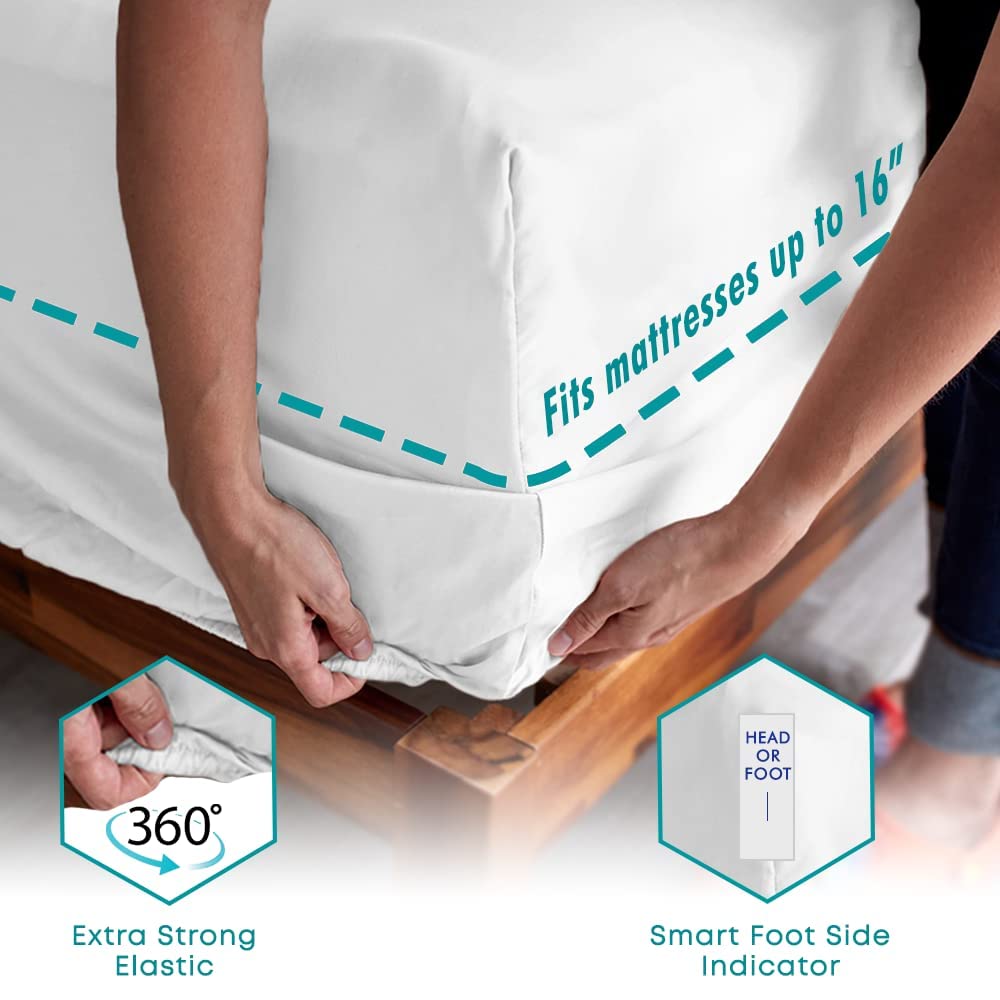 Fits mattresses up to 16"
HEAD
OR
FOOT
360°
Extra Strong
Elastic
Smart Foot Side
Indicator